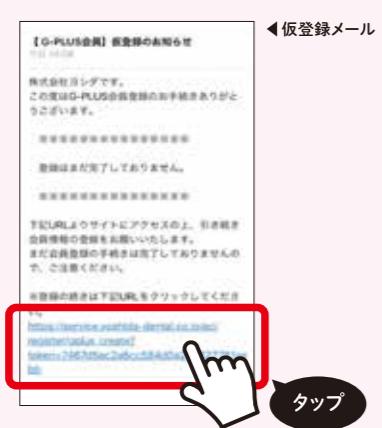 ◀仮登録メール
【G-PLUS会員】仮登録のお知らせ
株式会社ヨシダです。
この度はG-PLUS会員登録のお手続きありがと
うございます。
登録はまだ完了しておりません。
下記URLよりサイトにアクセスの上、引き続き
会員情報の登録をお願いいたします。
まだ会員登録の手続きは完了しておりませんの
で、ご注意ください。
※登録の続きは下記URLをクリックしてくださ
い。
https://service.yoshida-dental.co.jp/ec/
register/gplus_create?
タップ